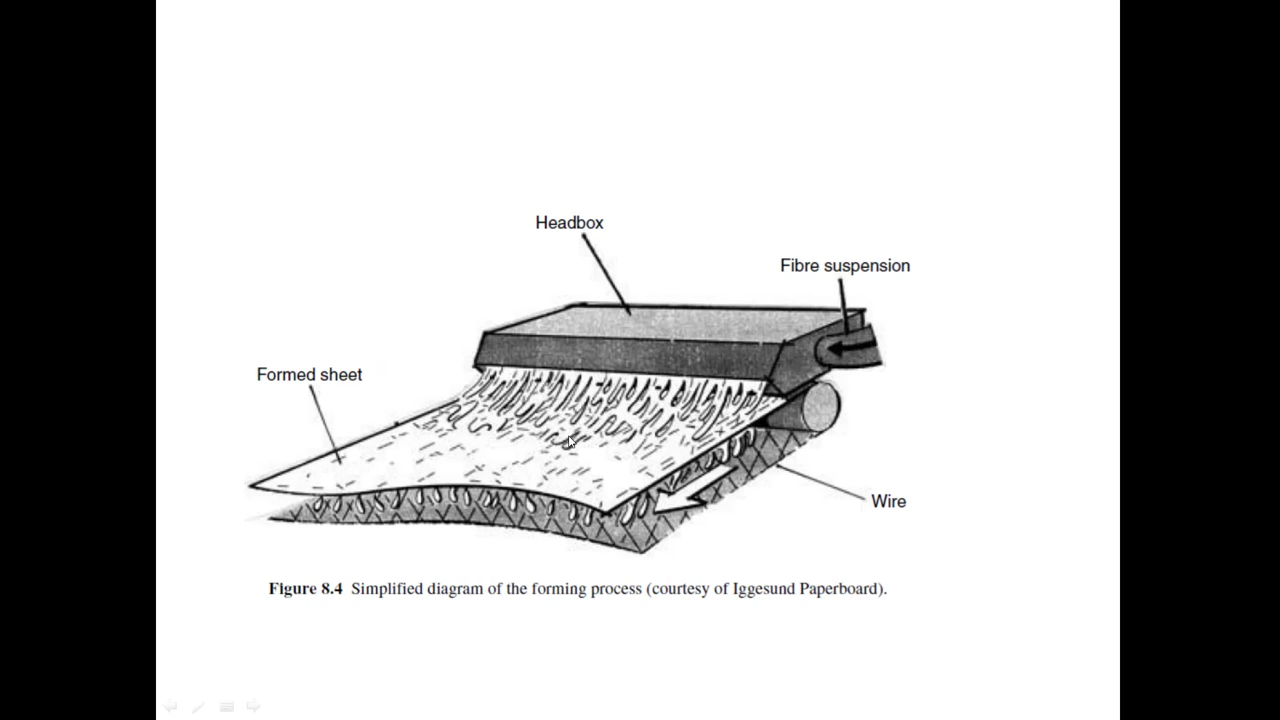 Headbox
Fibre suspension
Formed sheet
Wire
Figure 8.4 Simplified diagram of the forming process (courtesy of Iggesund Paperboard).